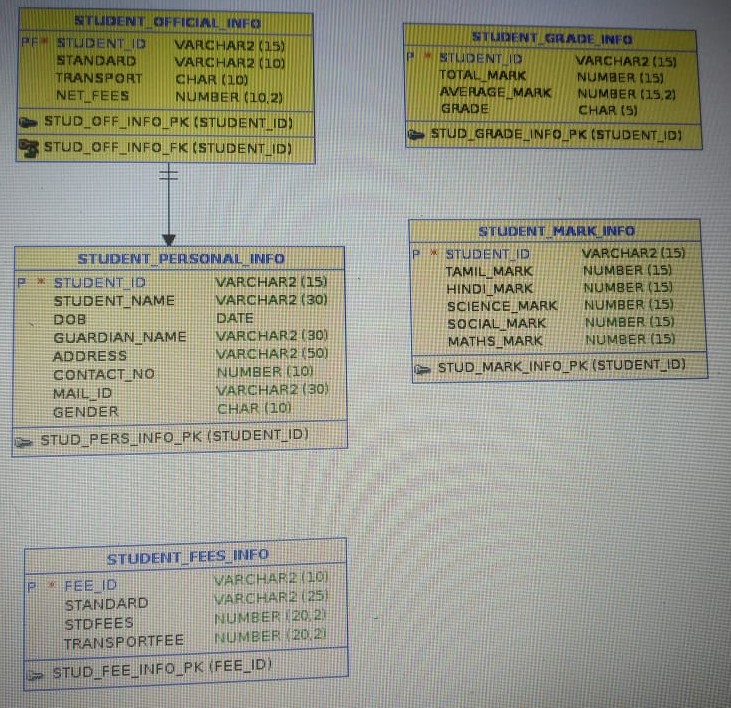 STUDENT_OFFICIAL_INFO
PF* STUDENT_ID VARCHAR2 (15)
STANDARD VARCHAR2 (10)
TRANSPORT CHAR (10)
NET_FEES NUMBER (10,2)
STUD_OFF_INFO_PK (STUDENT_ID)
STUD_OFF_INFO_FK (STUDENT_ID)
STUDENT_GRADE_INFO
P * STUDENT_ID VARCHAR2 (15)
TOTAL_MARK NUMBER (15)
AVERAGE_MARK NUMBER (15,2)
GRADE CHAR (5)
STUD_GRADE_INFO_PK (STUDENT_ID)
STUDENT_PERSONAL_INFO
P * STUDENT_ID VARCHAR2 (15)
STUDENT_NAME VARCHAR2 (30)
DOB DATE
GUARDIAN_NAME VARCHAR2 (30)
ADDRESS VARCHAR2 (50)
CONTACT_NO NUMBER (10)
MAIL_ID VARCHAR2 (30)
GENDER CHAR (10)
STUD_PERS_INFO_PK (STUDENT_ID)
STUDENT_MARK_INFO
P * STUDENT_ID VARCHAR2 (15)
TAMIL_MARK NUMBER (15)
HINDI_MARK NUMBER (15)
SCIENCE_MARK NUMBER (15)
SOCIAL_MARK NUMBER (15)
MATHS_MARK NUMBER (15)
STUD_MARK_INFO_PK (STUDENT_ID)
STUDENT_FEES_INFO
P * FEE_ID VARCHAR2 (10)
STANDARD VARCHAR2 (25)
STDFEES NUMBER (20,2)
TRANSPORTFEE NUMBER (20,2)
STUD_FEE_INFO_PK (FEE_ID)